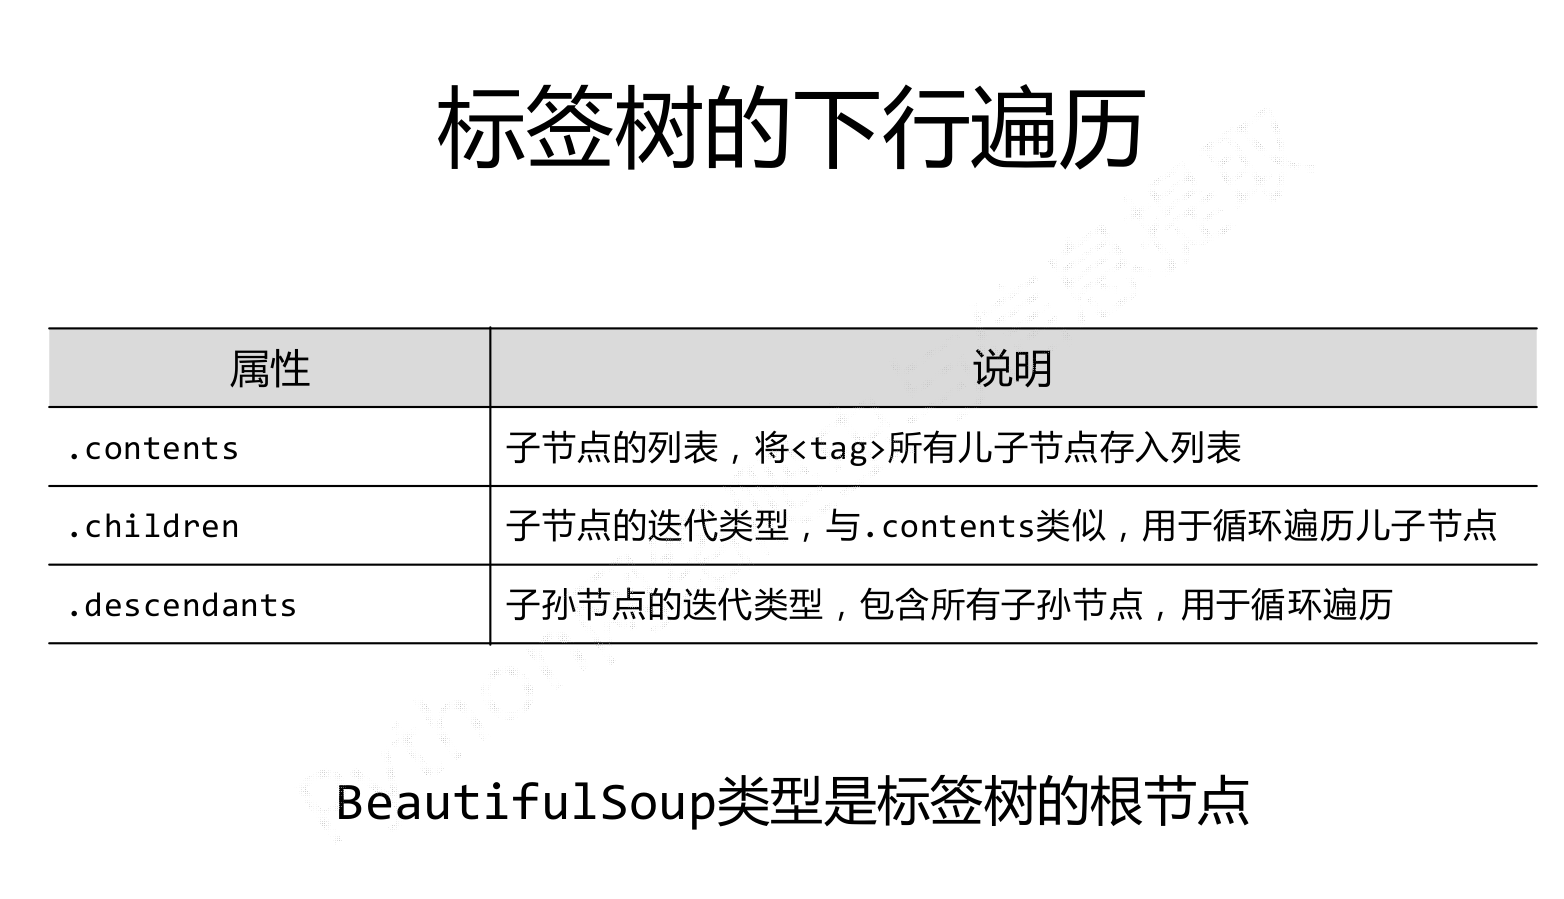 标签树的下行遍历
属性 说明
.contents 子节点的列表，将<tag>所有儿子节点存入列表
.children 子节点的迭代类型，与.contents类似，用于循环遍历儿子节点
.descendants 子孙节点的迭代类型，包含所有子孙节点，用于循环遍历
BeautifulSoup类型是标签树的根节点